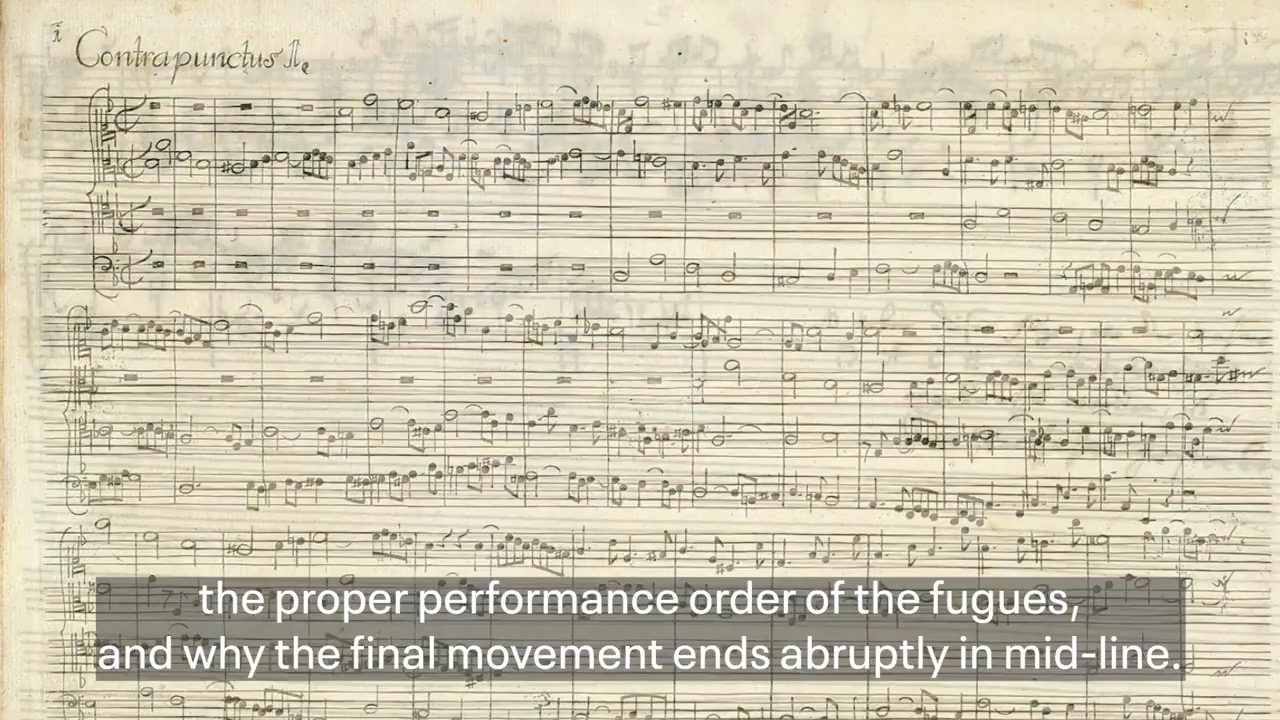 Contrapunctus 1.
the proper performance order of the fugues,
and why the final movement ends abruptly in mid-line.